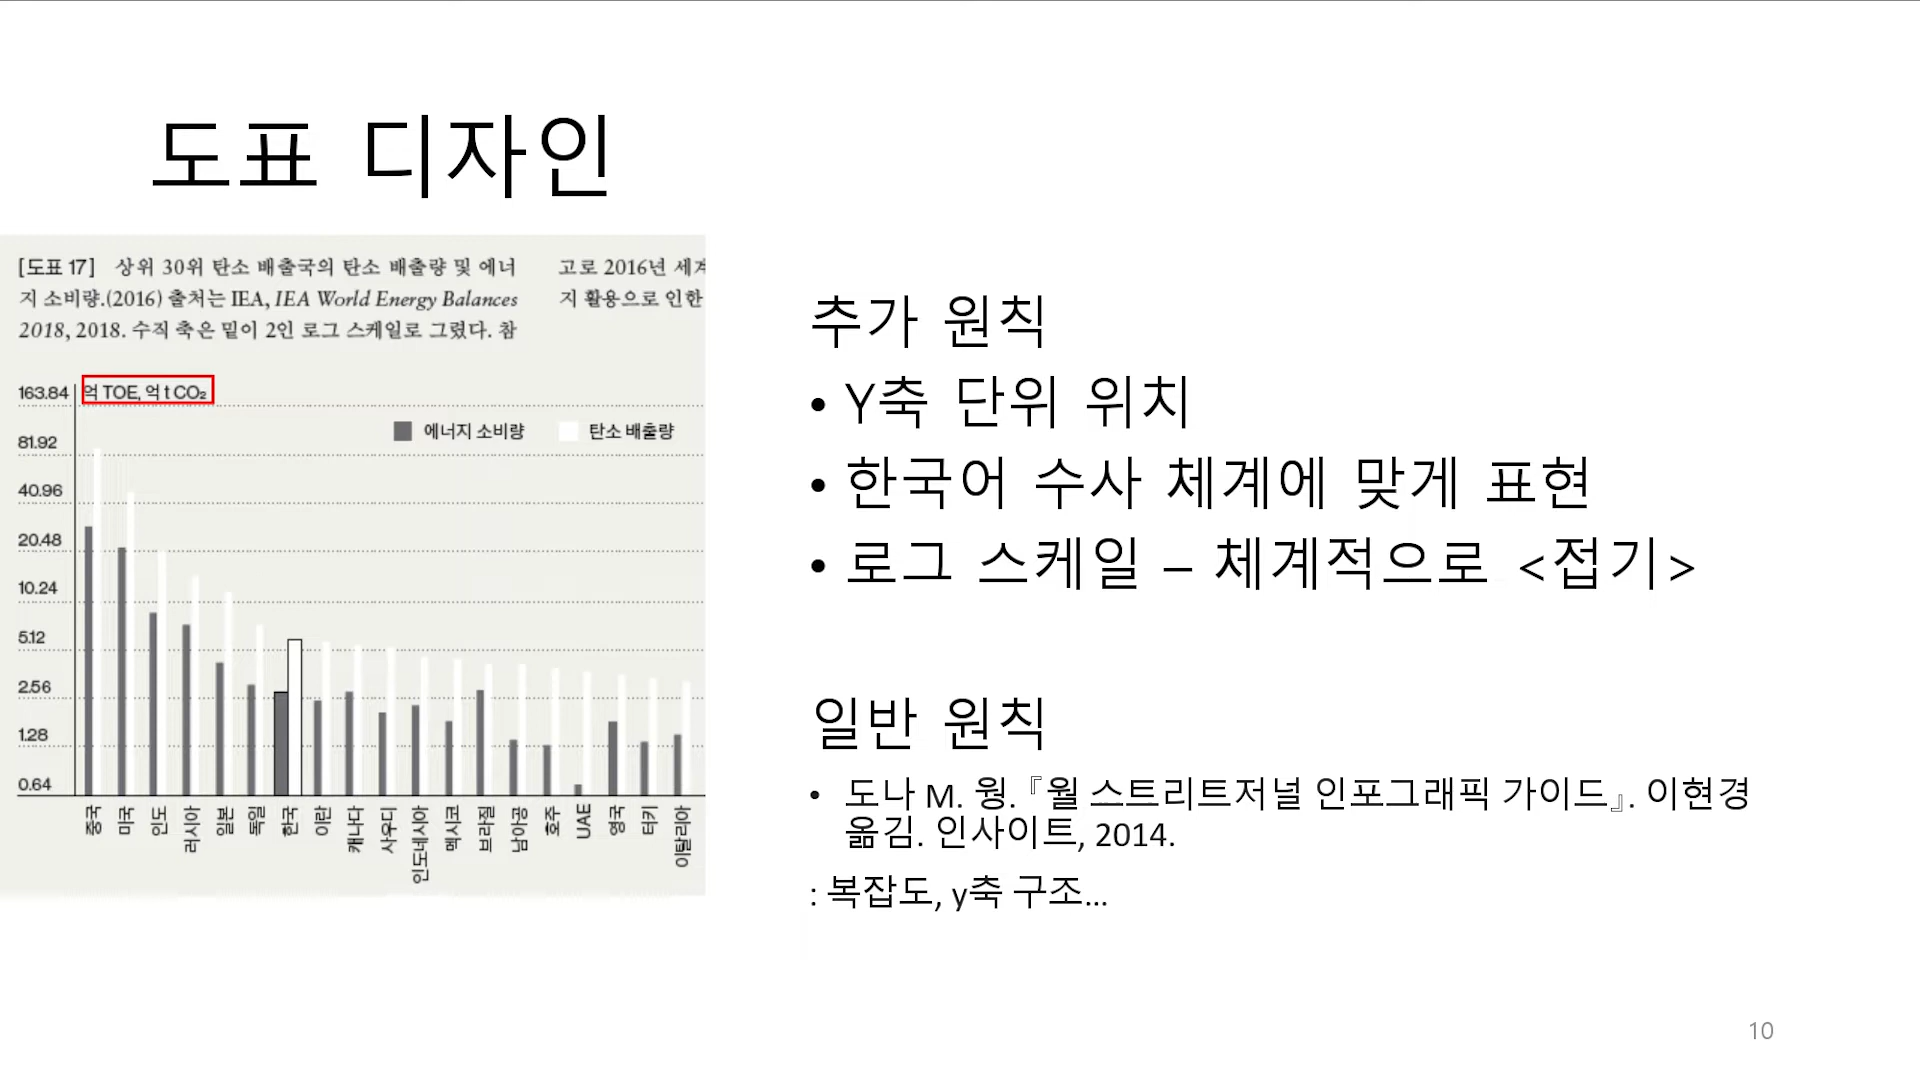 도표 디자인
[도표 17] 상위 30위 탄소 배출국의 탄소 배출량 및 에너
지 소비량.(2016) 출처는 IEA, IEA World Energy Balances
2018, 2018. 수직 축은 밑이 2인 로그 스케일로 그렸다. 참
고로 2016년 세계
지 활용으로 인한
163.84
억 TOE, 억 t CO₂
에너지 소비량
탄소 배출량
81.92
40.96
20.48
10.24
5.12
2.56
1.28
0.64
중국
미국
인도
러시아
일본
독일
한국
이란
캐나다
사우디
인도네시아
멕시코
브라질
남아공
호주
UAE
영국
터키
이탈리아
추가 원칙
• Y축 단위 위치
• 한국어 수사 체계에 맞게 표현
• 로그 스케일 – 체계적으로 <접기>
일반 원칙
• 도나 M. 웡. 『월 스트리트저널 인포그래픽 가이드』. 이현경
옮김. 인사이트, 2014.
: 복잡도, y축 구조…
10